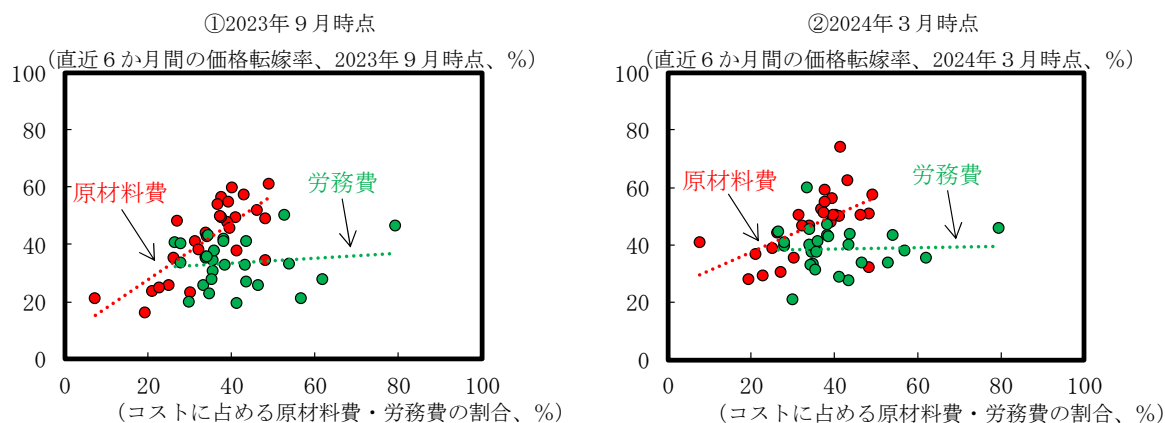 ①2023年９月時点
(直近６か月間の価格転嫁率、2023年９月時点、％)
100
80
60
40
20
0
原材料費
労務費
0 20 40 60 80 100
（コストに占める原材料費・労務費の割合、％）
②2024年３月時点
(直近６か月間の価格転嫁率、2024年３月時点、％)
100
80
60
40
20
0
原材料費
労務費
0 20 40 60 80 100
（コストに占める原材料費・労務費の割合、％）